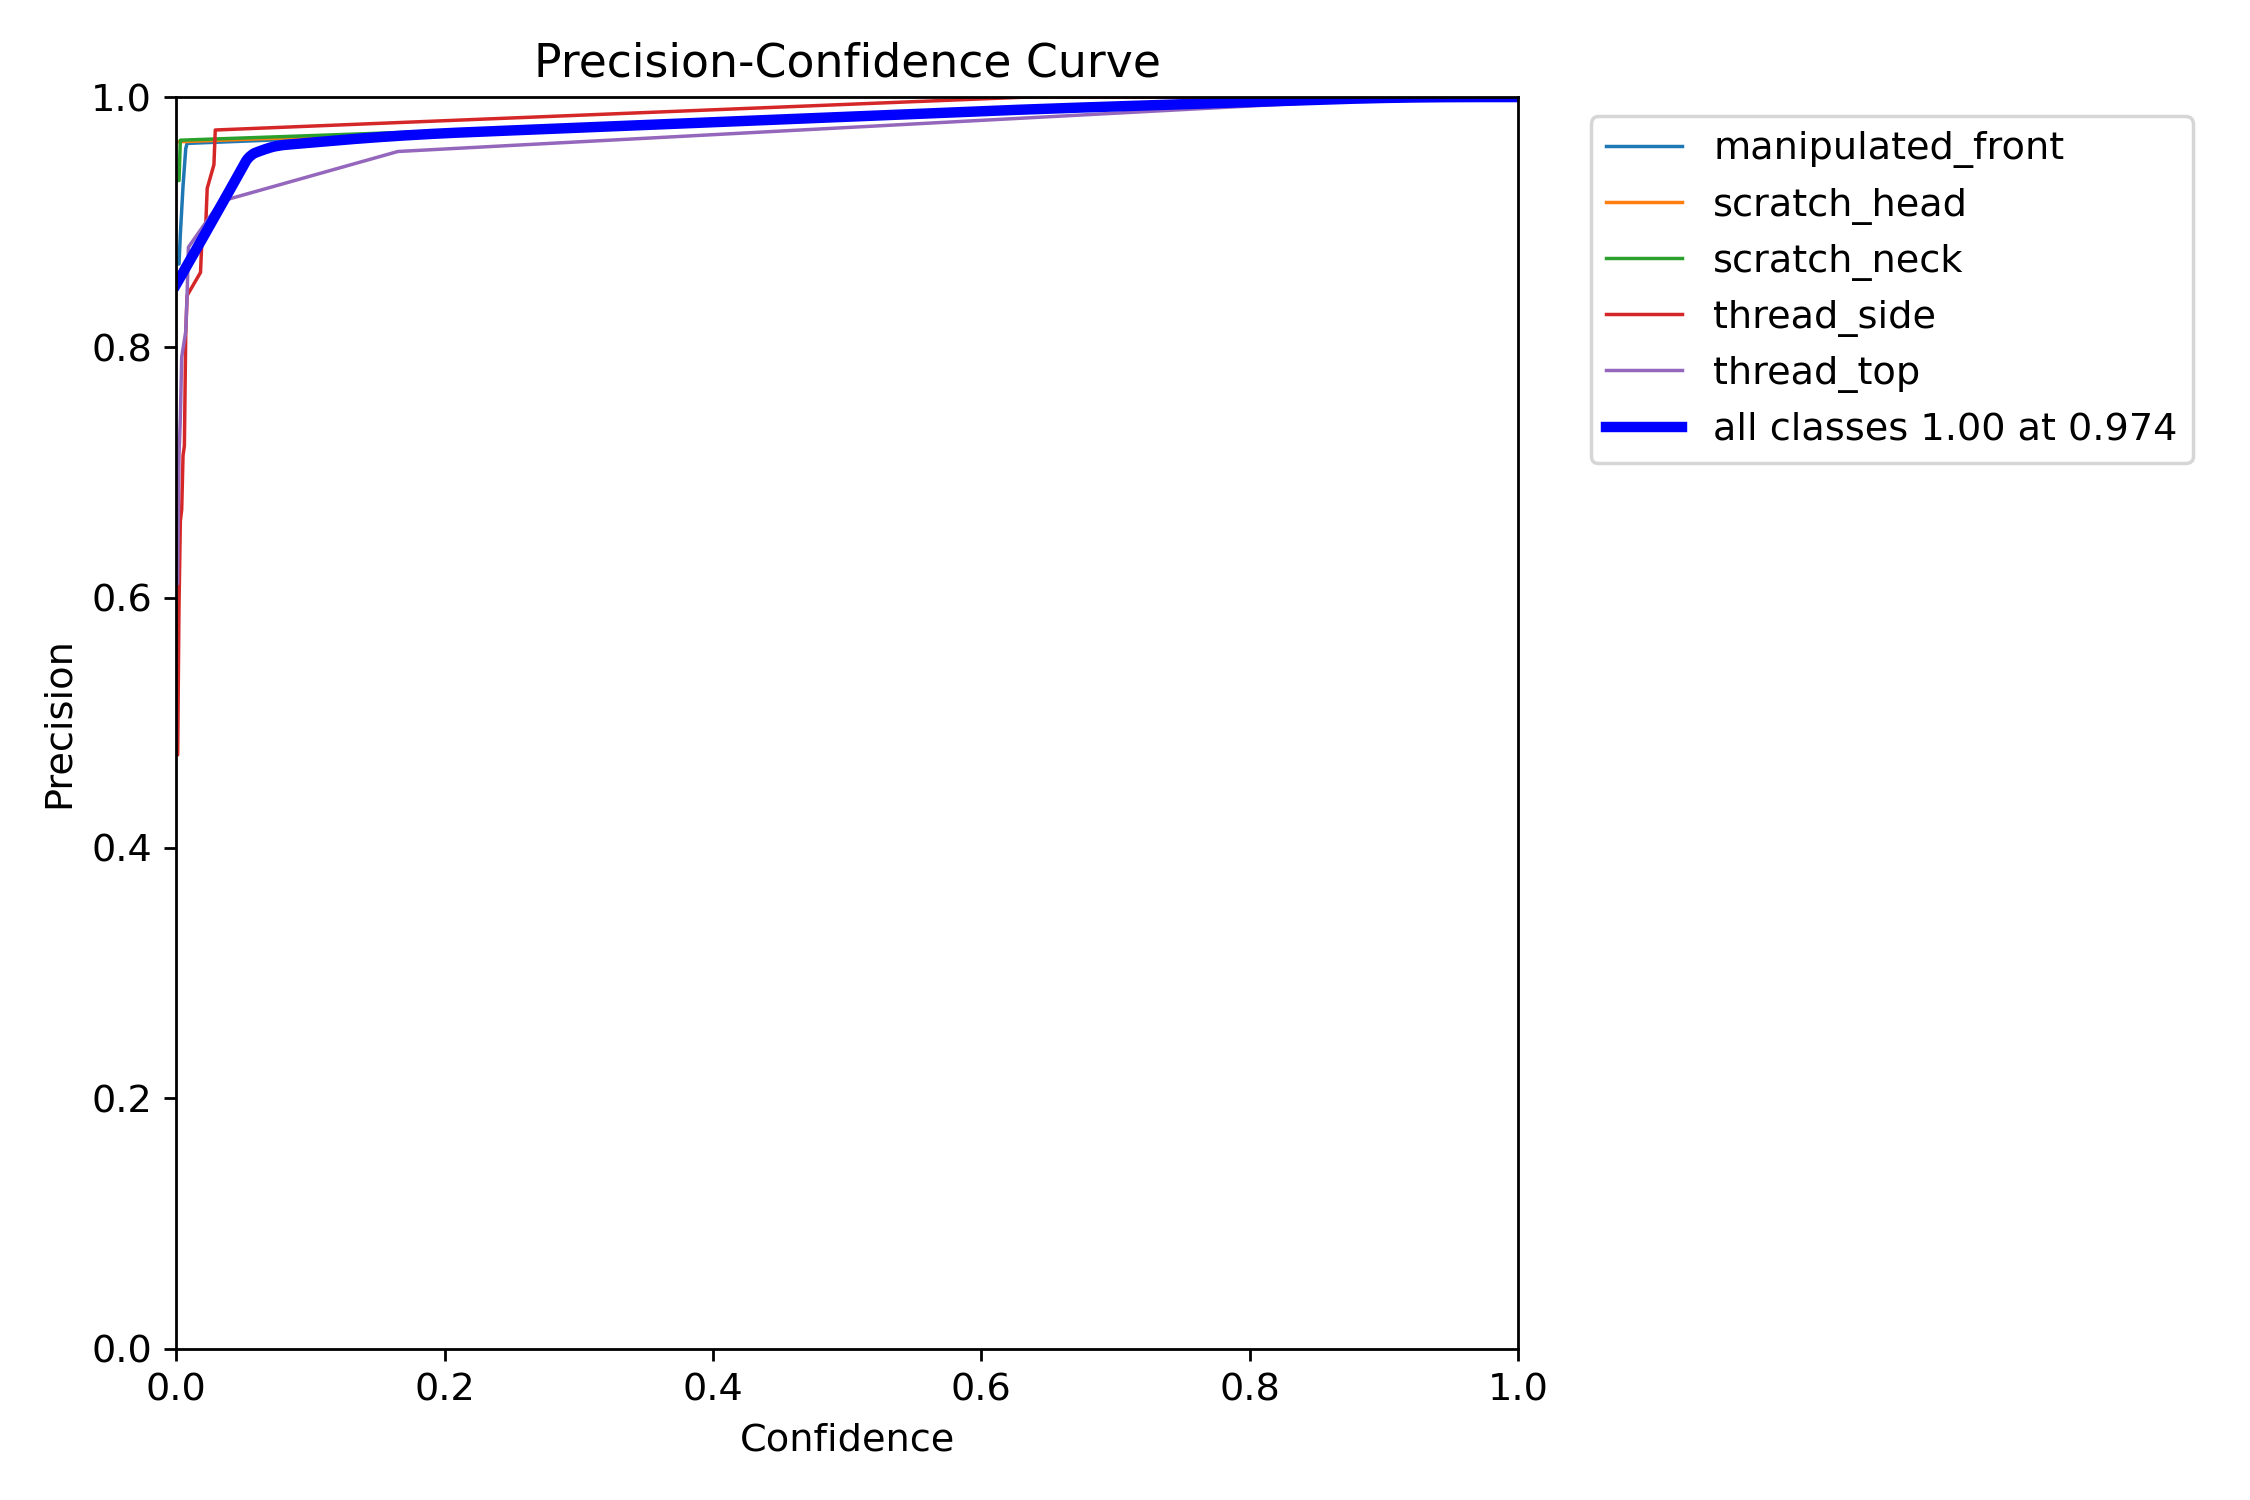 Precision-Confidence Curve
1.0
0.8
0.6
0.4
0.2
0.0
Precision
0.0 0.2 0.4 0.6 0.8 1.0
Confidence
manipulated_front
scratch_head
scratch_neck
thread_side
thread_top
all classes 1.00 at 0.974